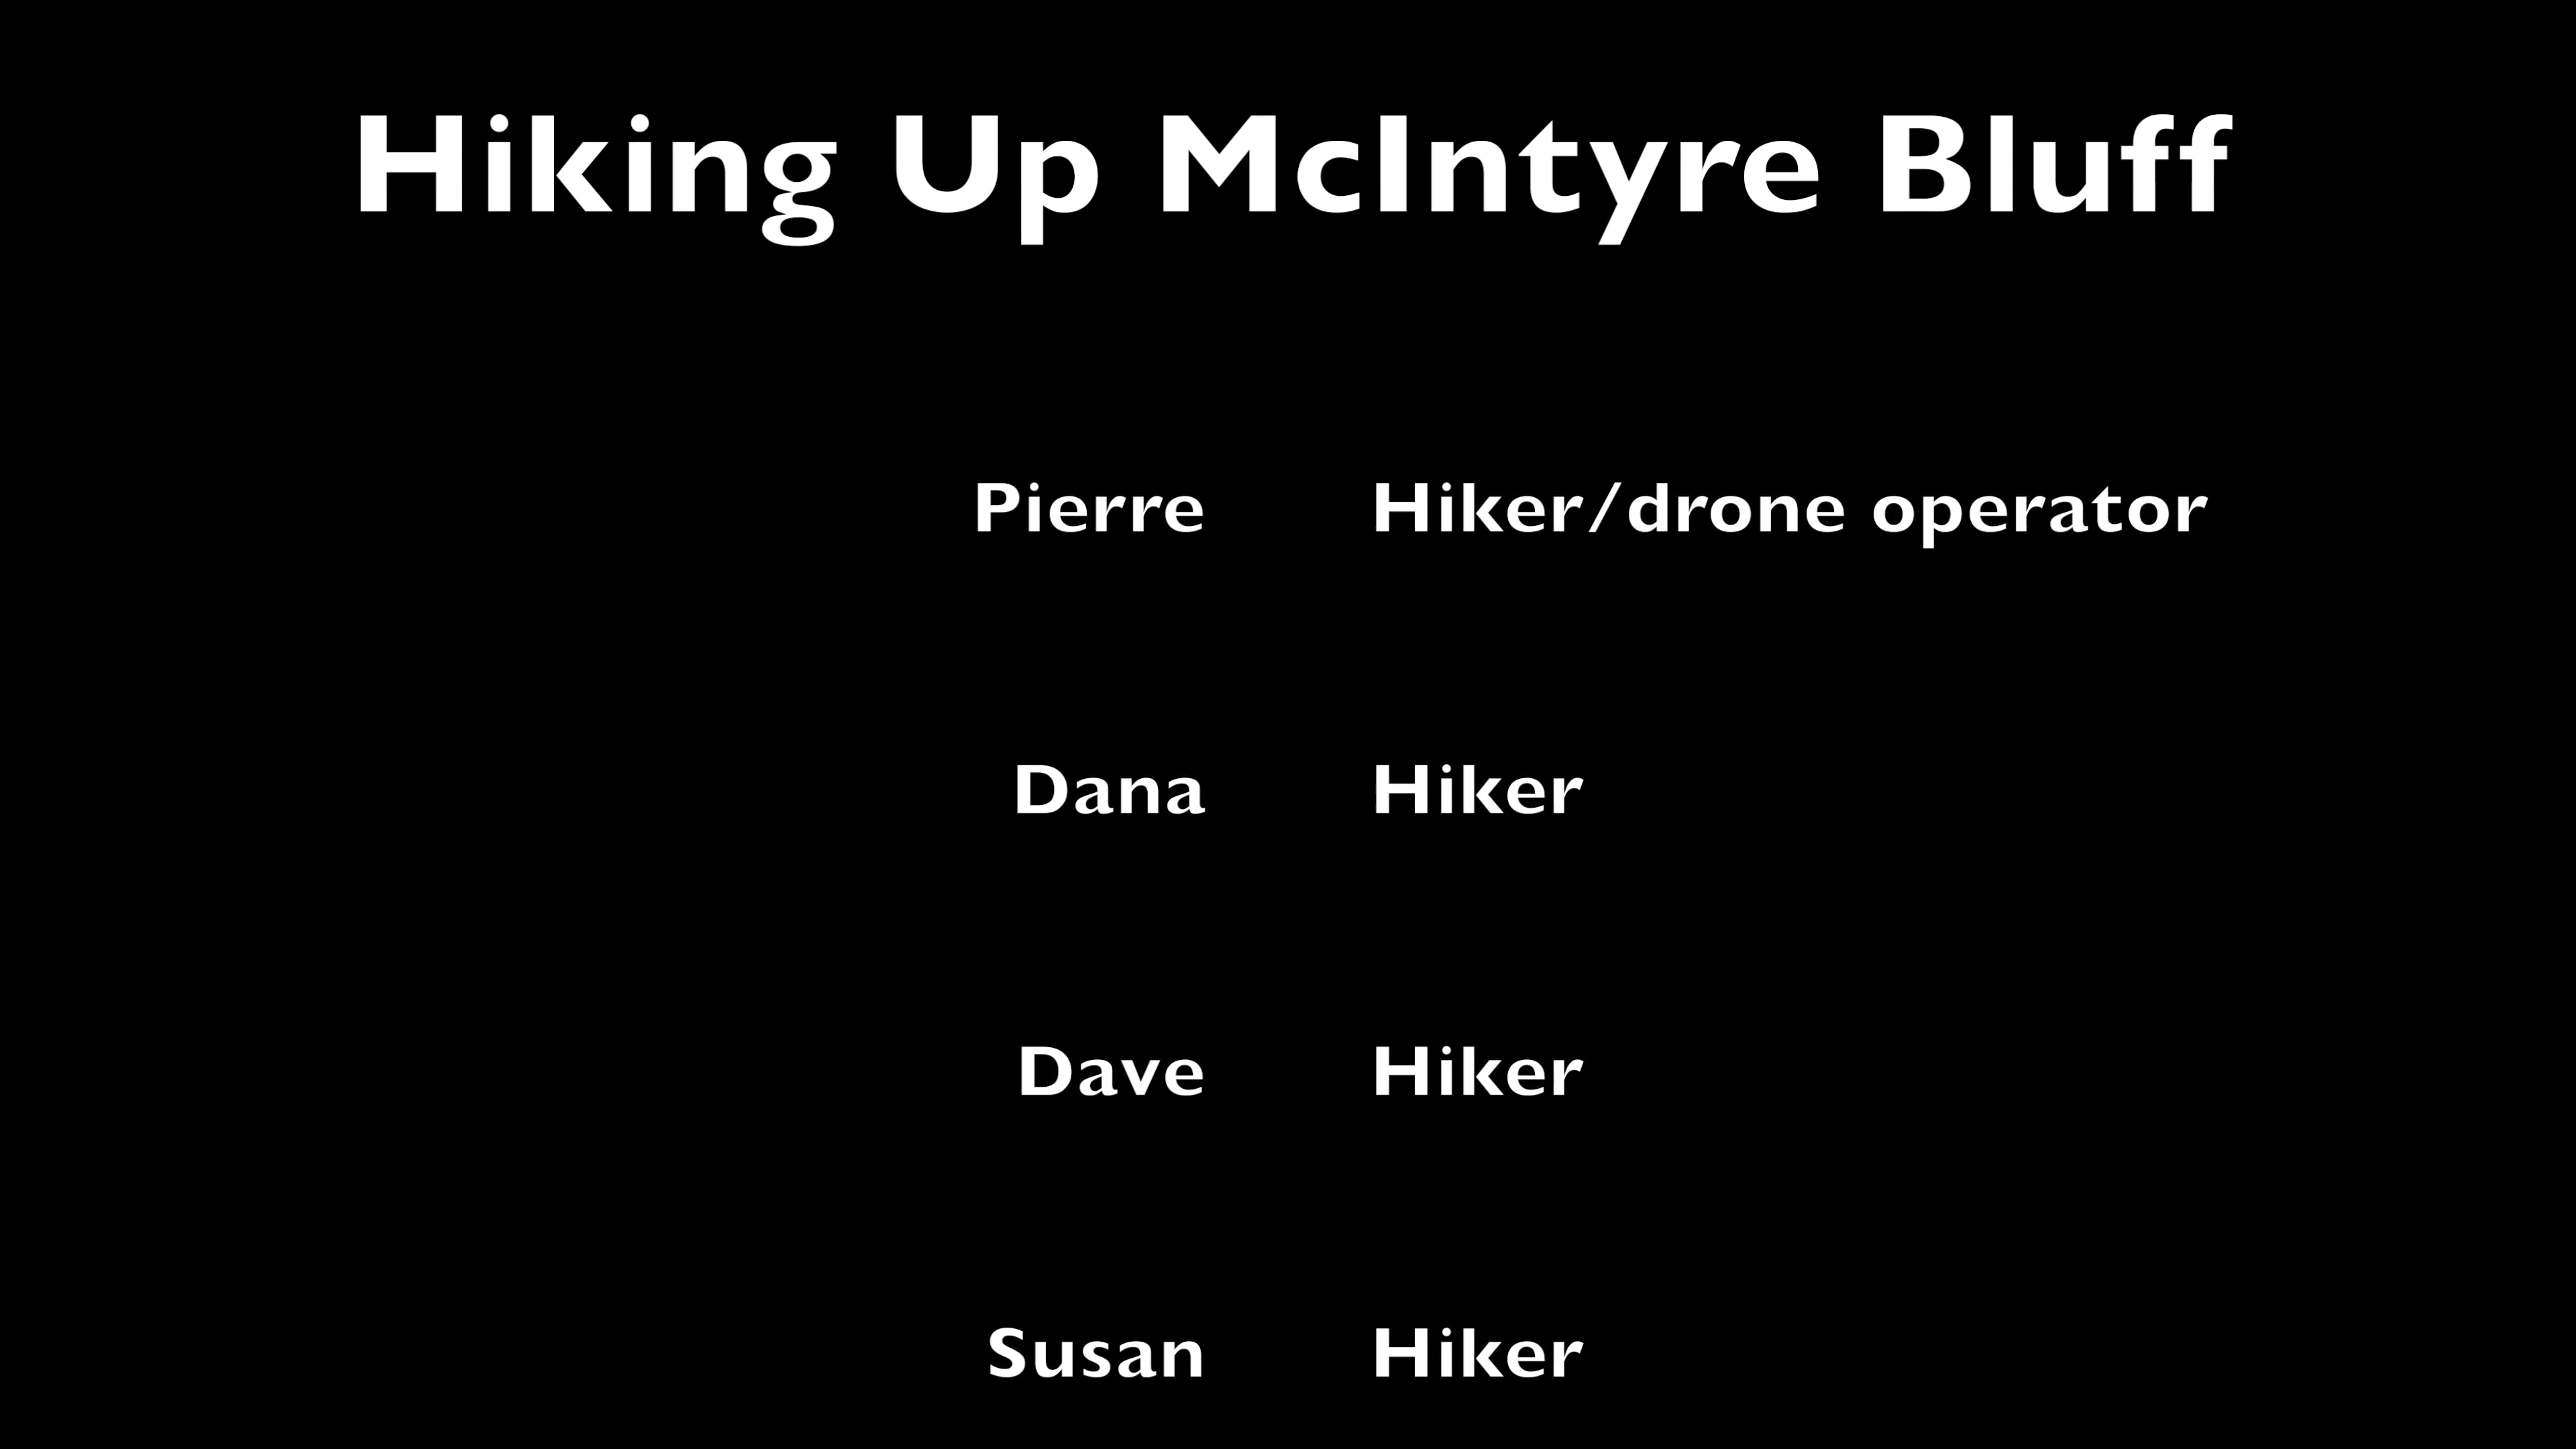 Hiking Up McIntyre Bluff
Pierre Hiker/drone operator
Dana Hiker
Dave Hiker
Susan Hiker